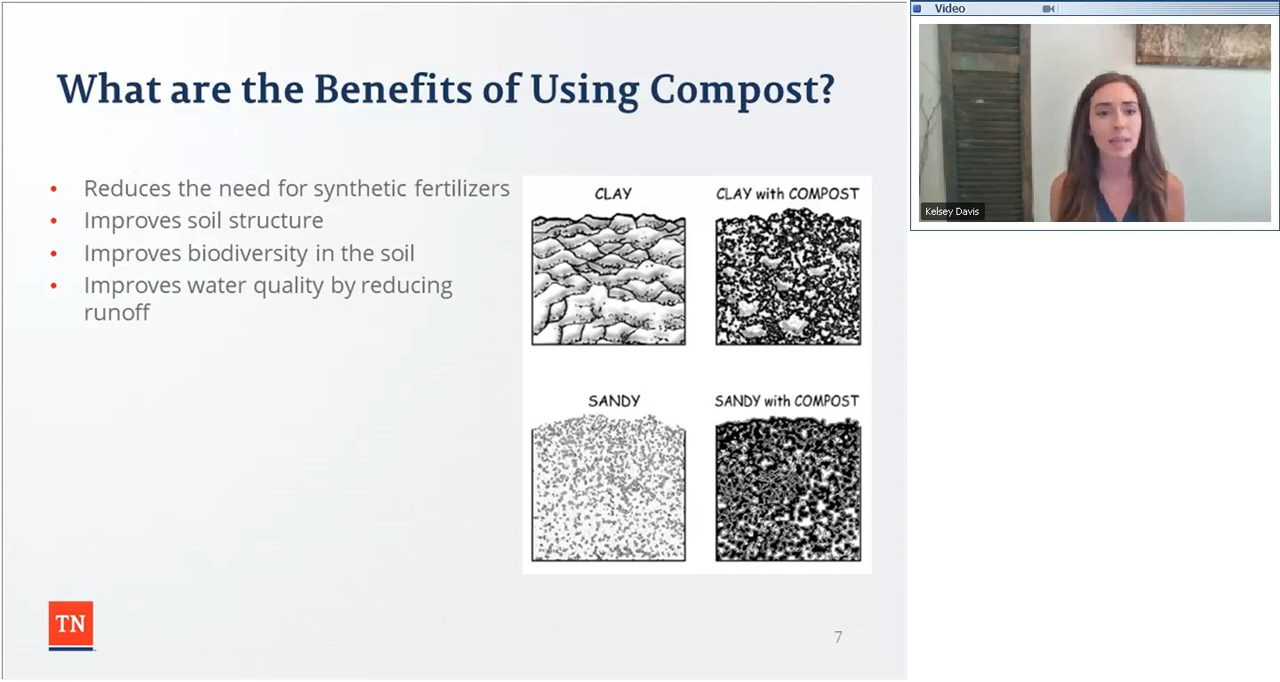 What are the Benefits of Using Compost?
• Reduces the need for synthetic fertilizers
• Improves soil structure
• Improves biodiversity in the soil
• Improves water quality by reducing
runoff
CLAY
CLAY with COMPOST
SANDY
SANDY with COMPOST
TN
7
Video
Kelsey Davis